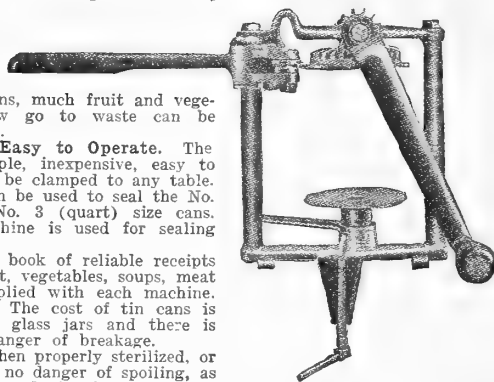 ns, much fruit and vege-
w go to waste can be
Easy to Operate. The
ple, inexpensive, easy to
be clamped to any table.
n be used to seal the No.
No. 3 (quart) size cans.
hine is used for sealing
book of reliable receipts
t, vegetables, soups, meat
plied with each machine.
The cost of tin cans is
glass jars and there is
anger of breakage.
hen properly sterilized, or
no danger of spoiling, as